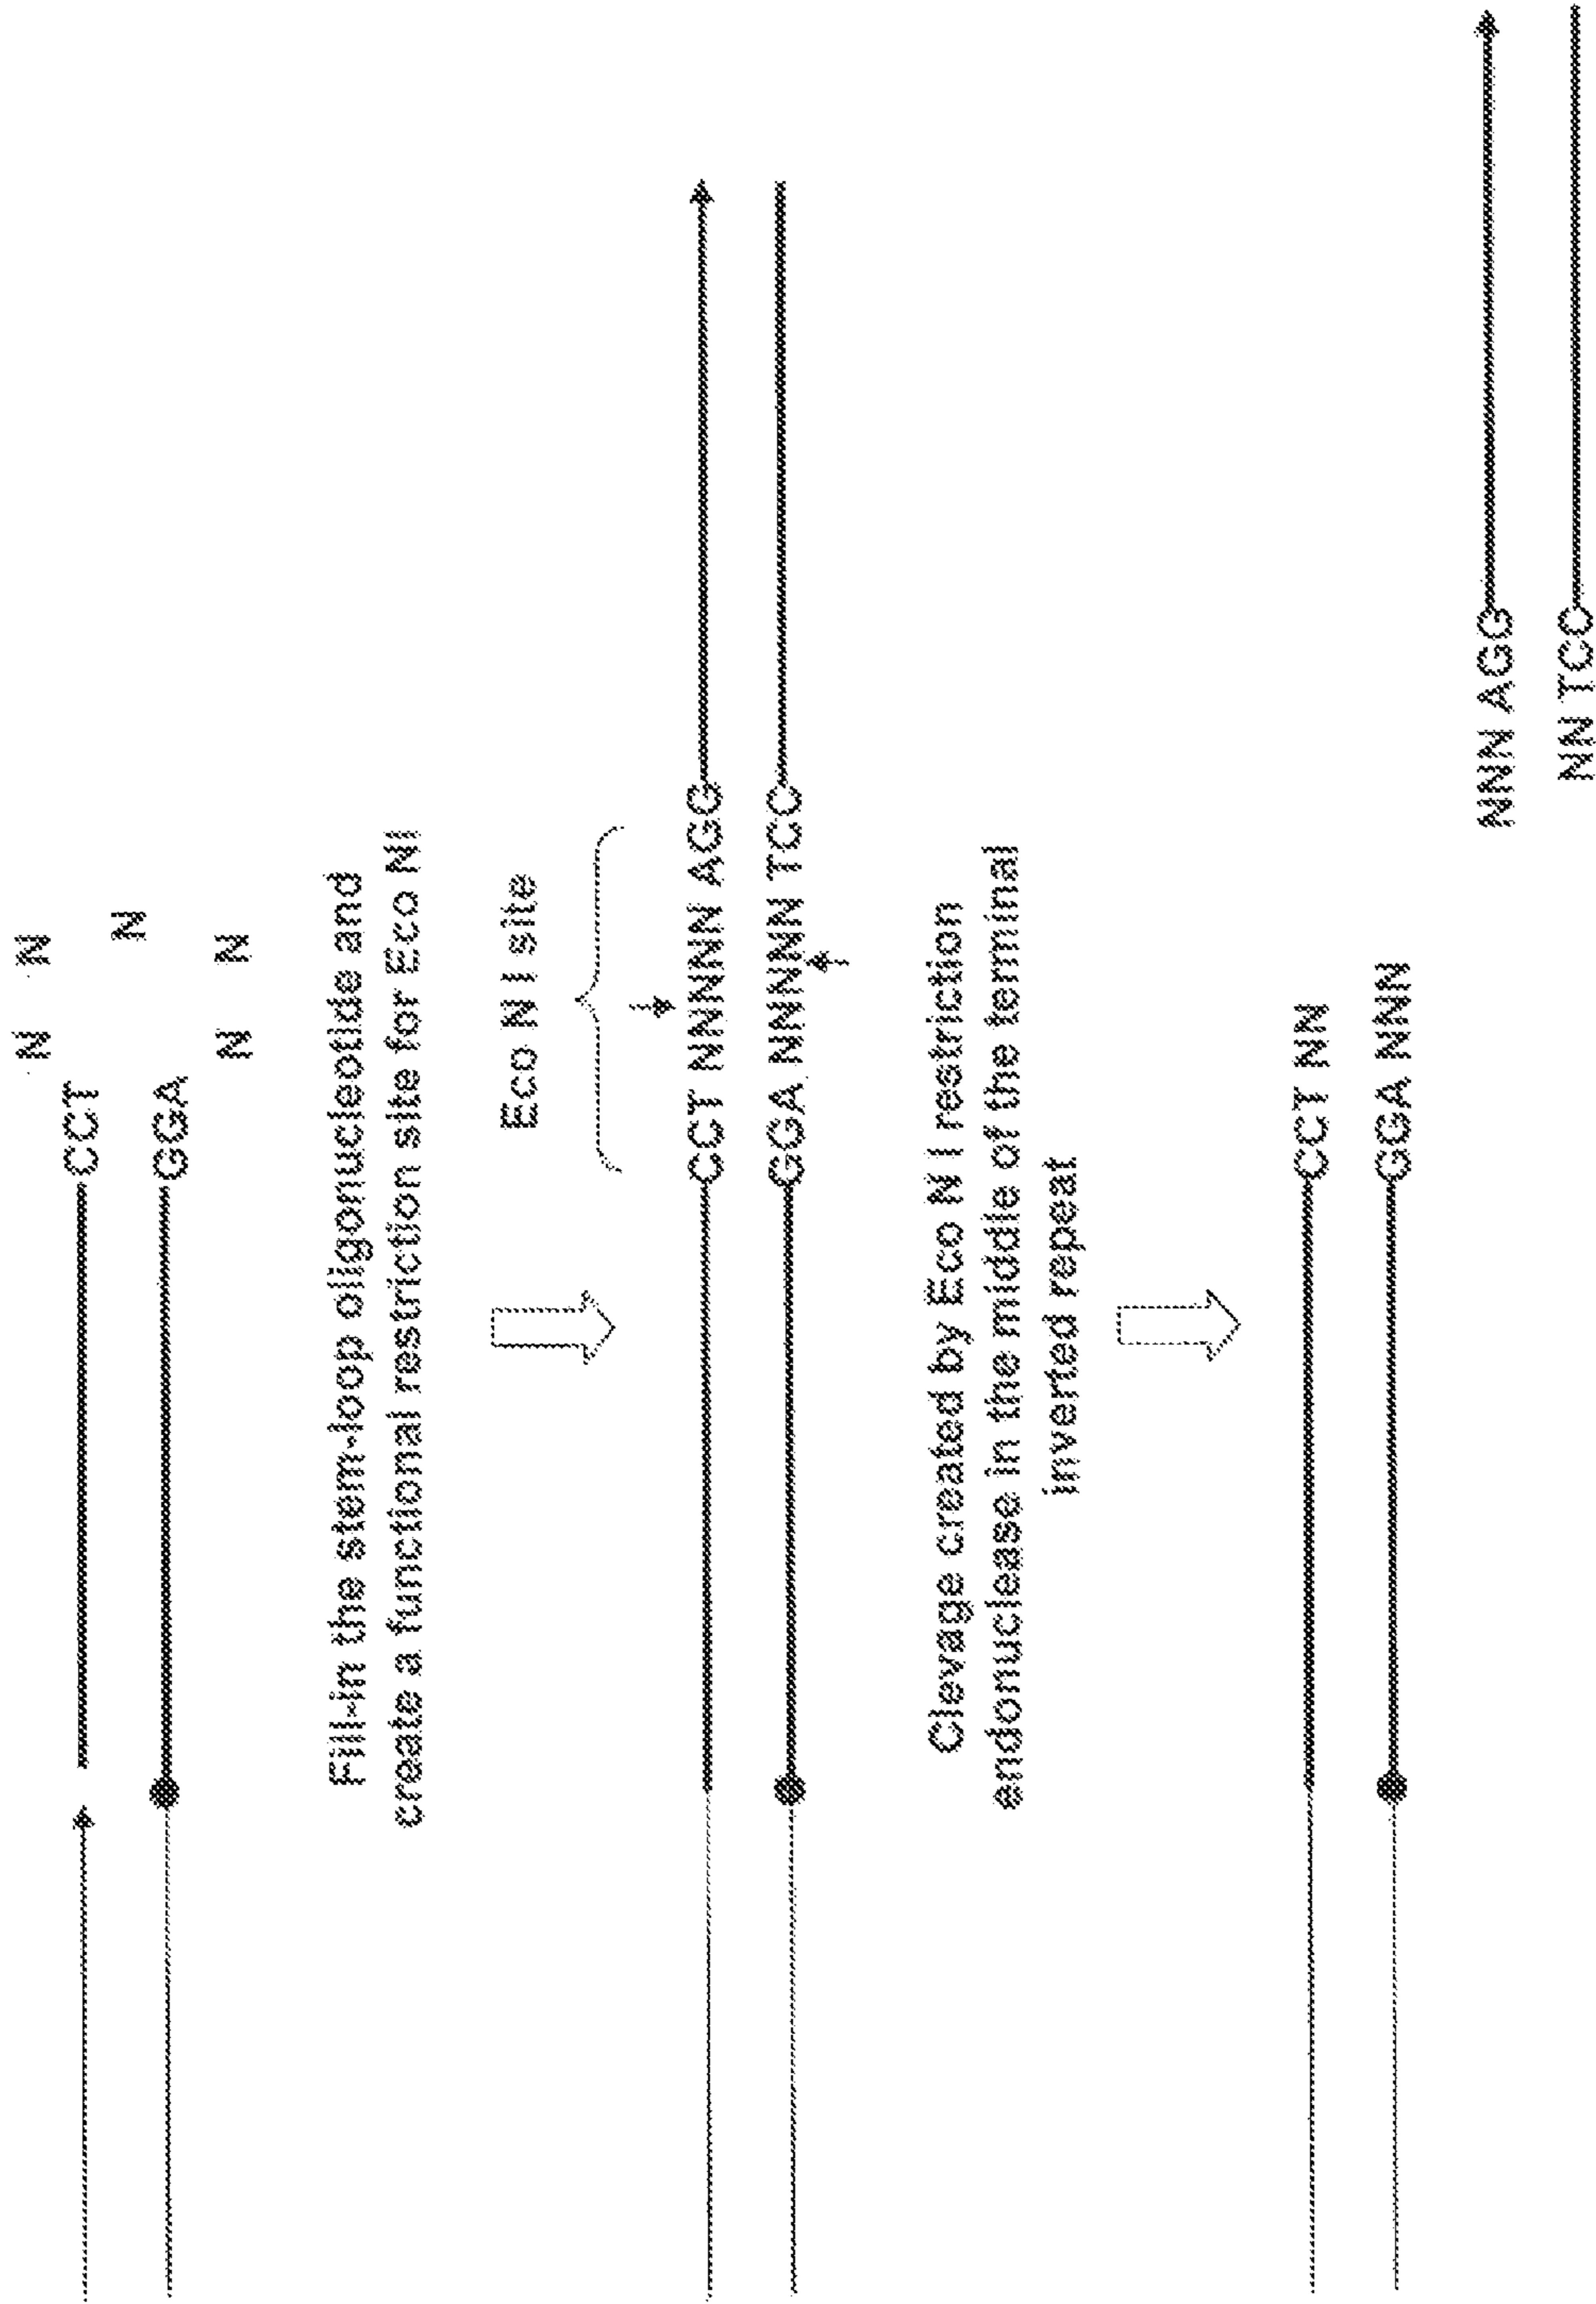 N N
CCT
N
GGA
N N
Fill-in the stem-loop oligonucleotide and
create a functional restriction site for Eco NI
Eco N I site
CCT NNNNN AGG
GGA NNNNN TCC
Clevage created by Eco N I restriction
endonuclease in the middle of the terminal
inverted repeat
CCT NN
GGA NNN
NNN AGG
NN TCC